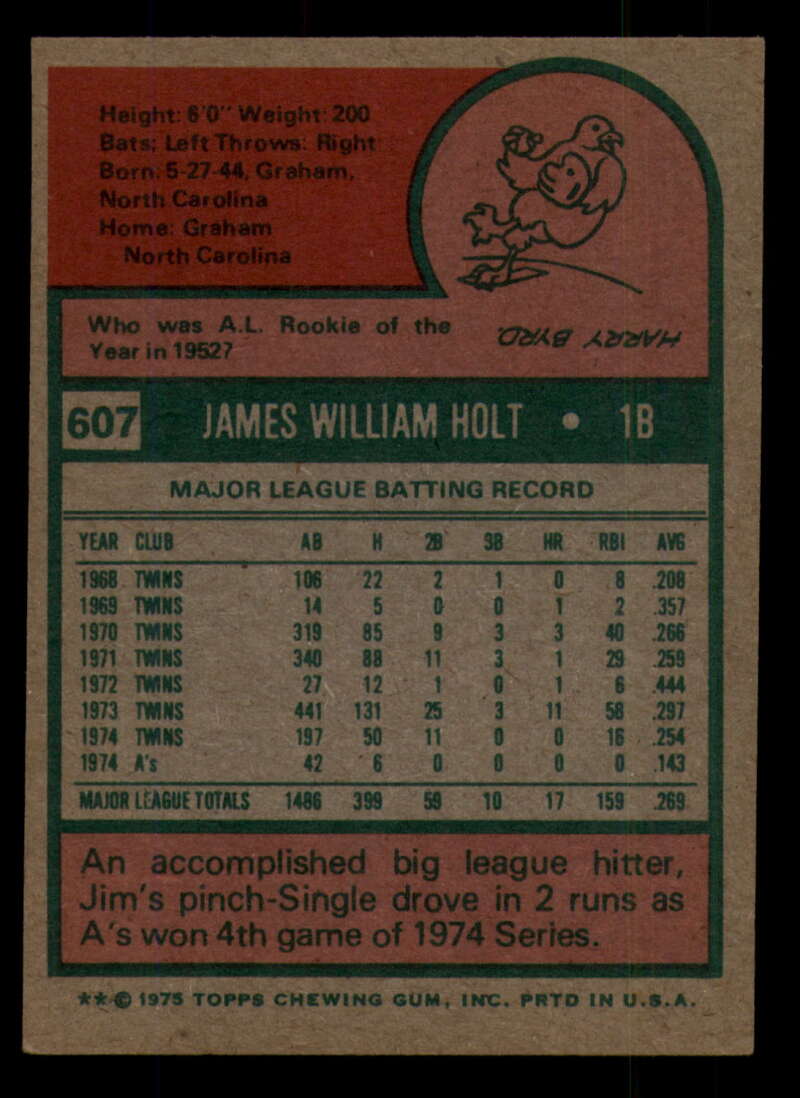 Height: 6'0" Weight: 200
Bats: Left Throws: Right
Born: 5-27-44, Graham,
North Carolina
Home: Graham
North Carolina
Who was A.L. Rookie of the
Year in 1952?
HARRY BYRD.
607 JAMES WILLIAM HOLT • 1B
MAJOR LEAGUE BATTING RECORD
YEAR CLUB AB H 2B 3B HR RBI AVG
1968 TWINS 106 22 2 1 0 8 .208
1969 TWINS 14 5 0 0 1 2 .357
1970 TWINS 319 85 9 3 3 40 .266
1971 TWINS 340 88 11 3 1 29 .259
1972 TWINS 27 12 1 0 1 6 .444
1973 TWINS 441 131 25 3 11 58 .297
1974 TWINS 197 50 11 0 0 16 .254
1974 A's 42 6 0 0 0 0 .143
MAJOR LEAGUE TOTALS 1486 399 59 10 17 159 .269
An accomplished big league hitter,
Jim's pinch-Single drove in 2 runs as
A's won 4th game of 1974 Series.
**© 1975 TOPPS CHEWING GUM, INC. PRTD IN U.S.A.